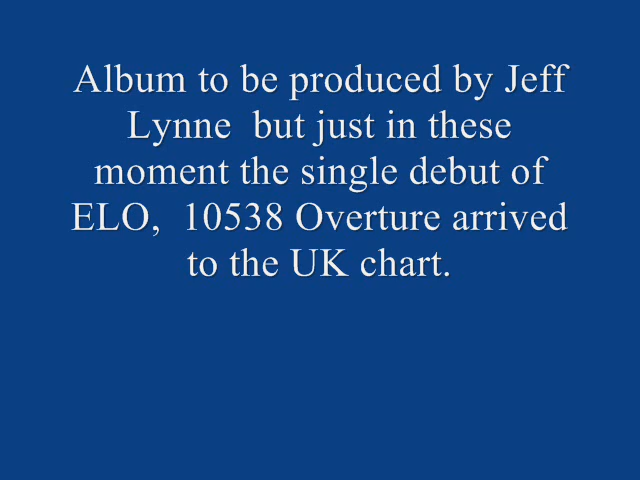 Album to be produced by Jeff
Lynne  but just in these
moment the single debut of
ELO,  10538 Overture arrived
to the UK chart.